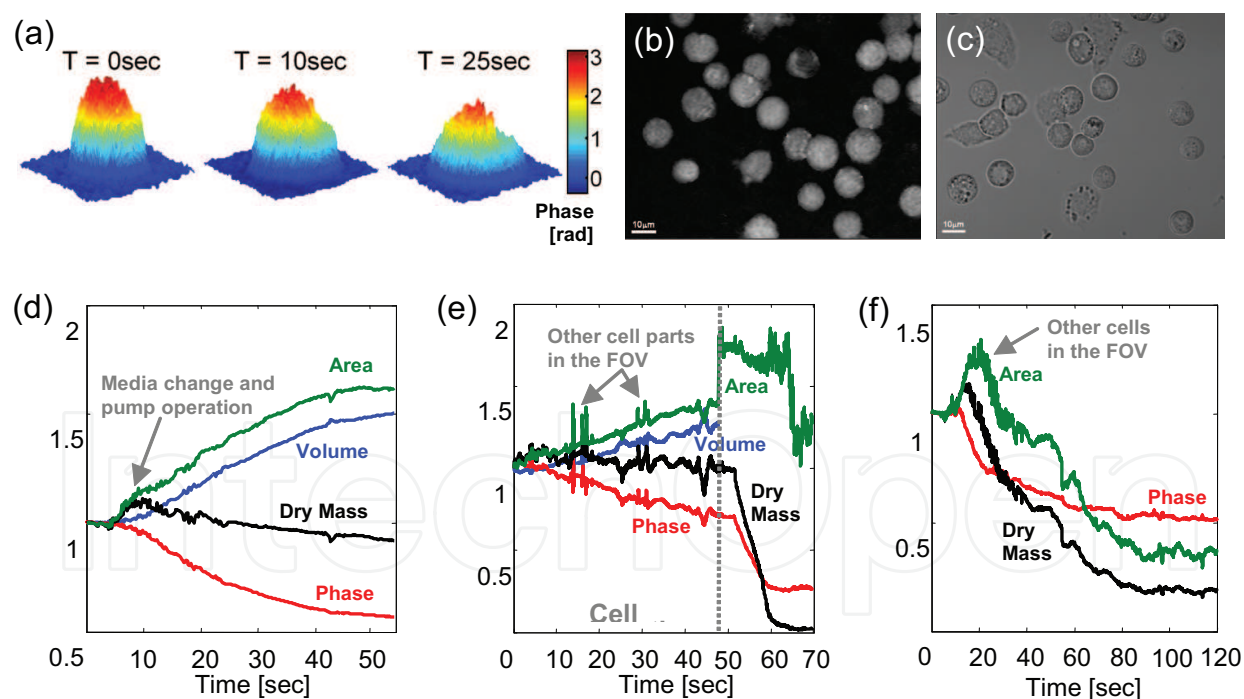 (a)
T = 0sec T = 10sec T = 25sec
3
2
1
0
Phase
[rad]
(b)
10μm
(c)
10μm
(d)
2
1.5
1
0.5
Media change and
pump operation
Area
Volume
Dry Mass
Phase
0 10 20 30 40 50
Time [sec]
(e)
2
1.5
1
0.5
Other cell parts
in the FOV
Area
Volume
Dry
Mass
Phase
Cell
0 10 20 30 40 50 60 70
Time [sec]
(f)
1.5
1
0.5
Other cells
in the FOV
Area
Phase
Dry
Mass
0 20 40 60 80 100 120
Time [sec]
IntechOpen